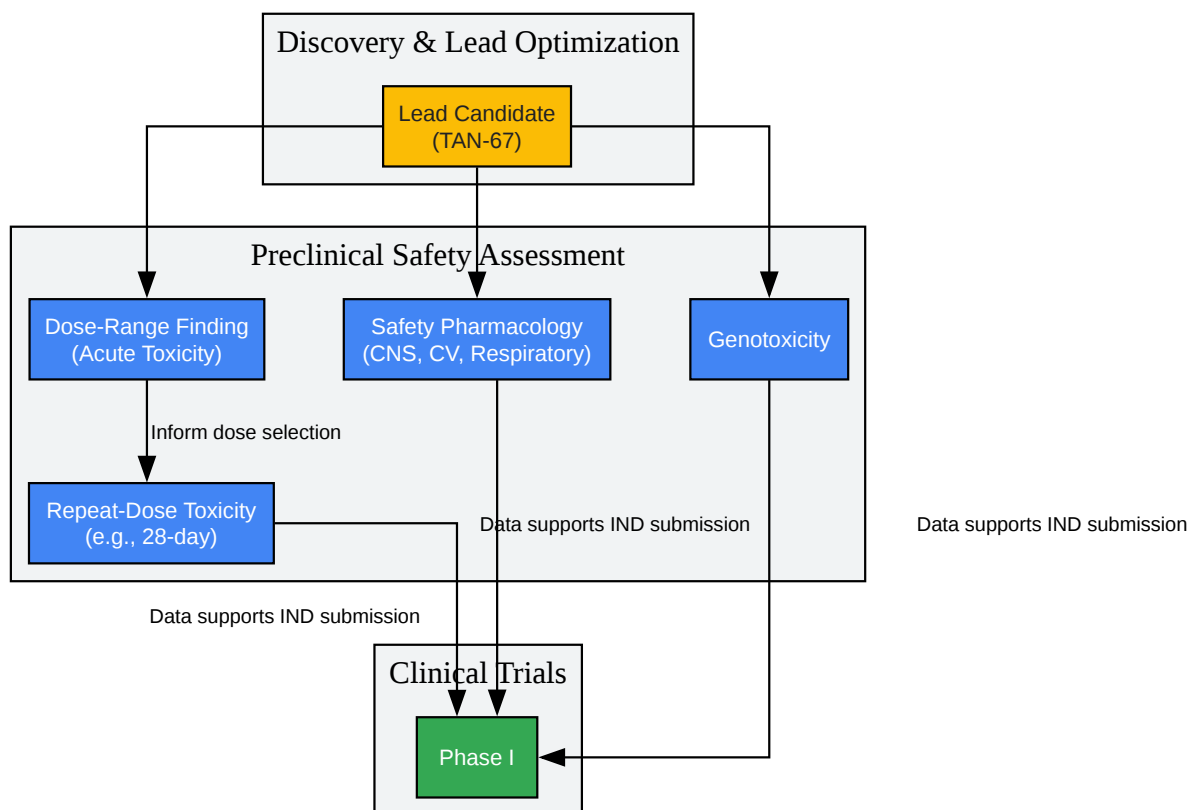 Discovery & Lead Optimization
Lead Candidate
(TAN-67)
Preclinical Safety Assessment
Dose-Range Finding
(Acute Toxicity)
Safety Pharmacology
(CNS, CV, Respiratory)
Genotoxicity
Inform dose selection
Repeat-Dose Toxicity
(e.g., 28-day)
Data supports IND submission
Data supports IND submission
Data supports IND submission
Clinical Trials
Phase I